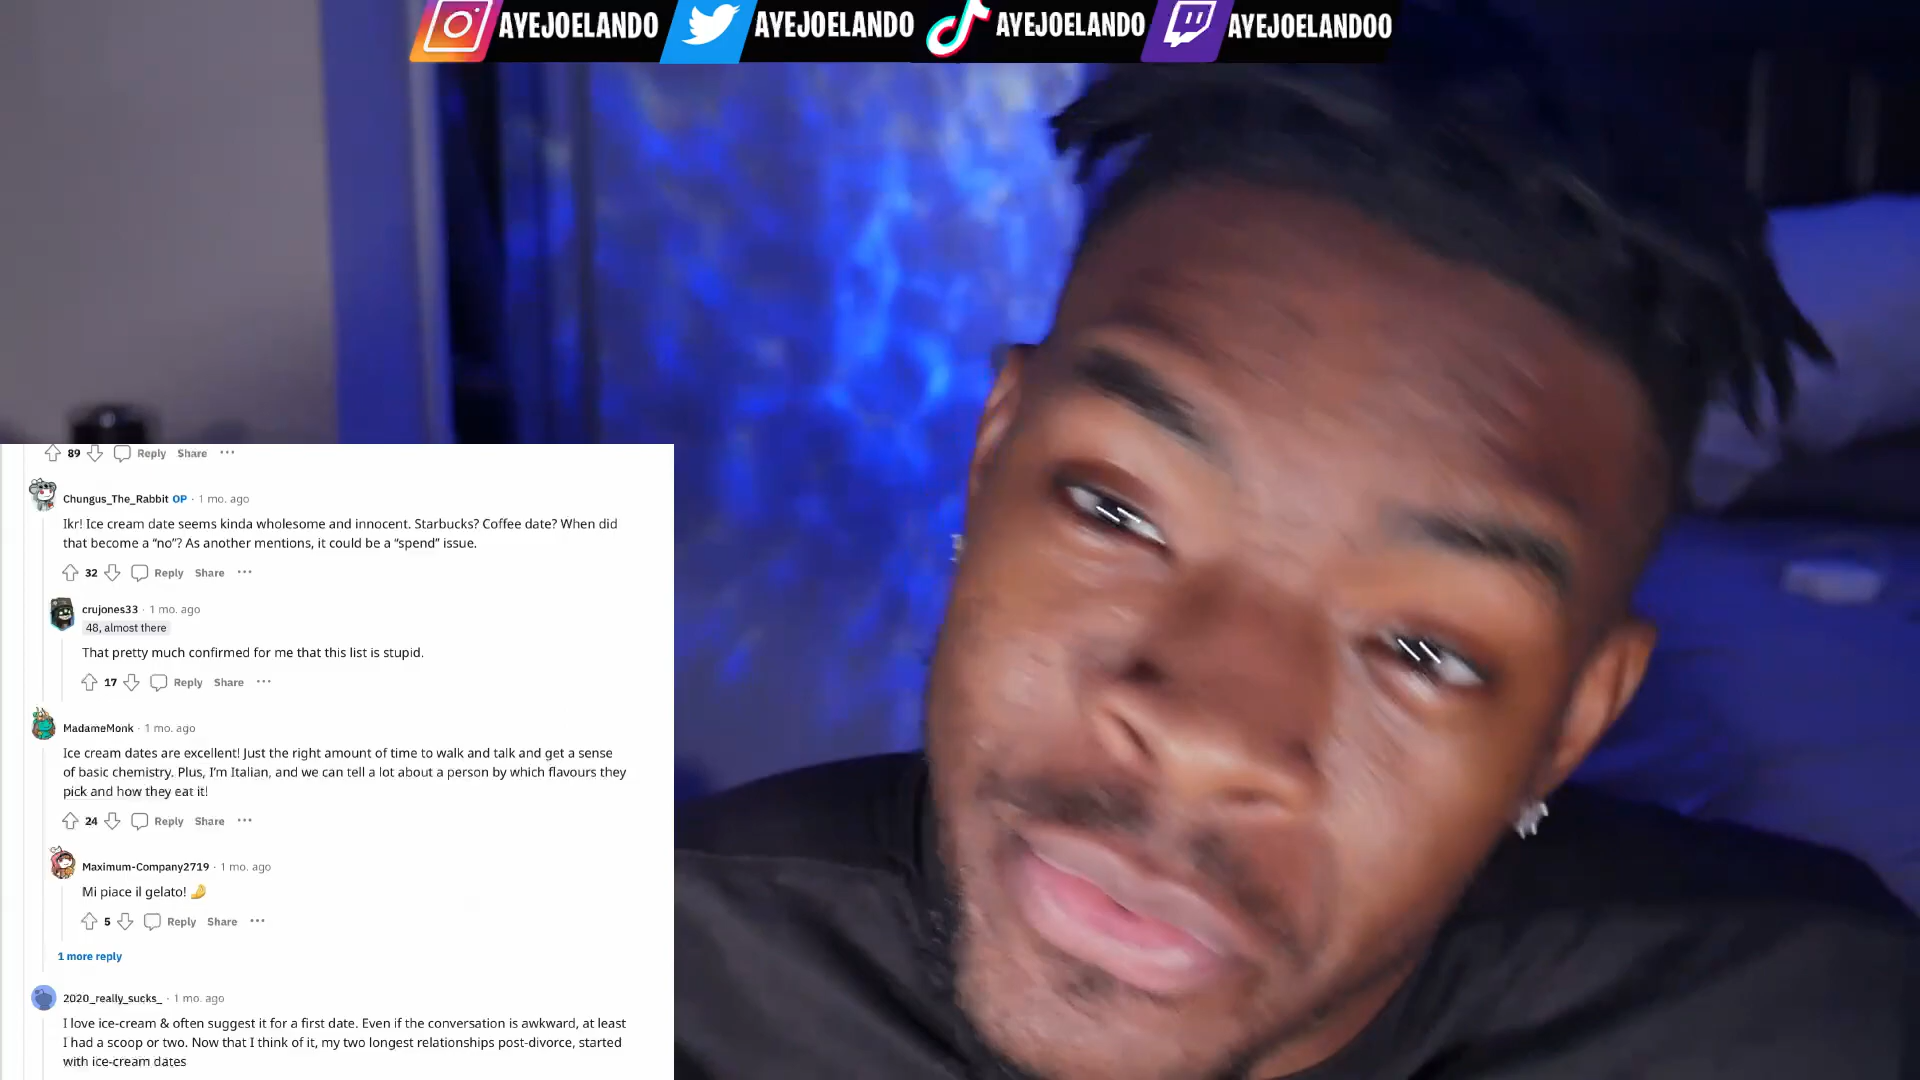 AYEJOELANDO AYEJOELANDO AYEJOELANDO AYEJOELANDOO
89 Reply Share ...
Chungus_The_Rabbit OP · 1 mo. ago
Ikr! Ice cream date seems kinda wholesome and innocent. Starbucks? Coffee date? When did
that become a “no”? As another mentions, it could be a “spend” issue.
32 Reply Share ...
crujones33 · 1 mo. ago
48, almost there
That pretty much confirmed for me that this list is stupid.
17 Reply Share ...
MadameMonk · 1 mo. ago
Ice cream dates are excellent! Just the right amount of time to walk and talk and get a sense
of basic chemistry. Plus, I’m Italian, and we can tell a lot about a person by which flavours they
pick and how they eat it!
24 Reply Share ...
Maximum-Company2719 · 1 mo. ago
Mi piace il gelato! 🤌
5 Reply Share ...
1 more reply
2020_really_sucks_ · 1 mo. ago
I love ice-cream & often suggest it for a first date. Even if the conversation is awkward, at least
I had a scoop or two. Now that I think of it, my two longest relationships post-divorce, started
with ice-cream dates